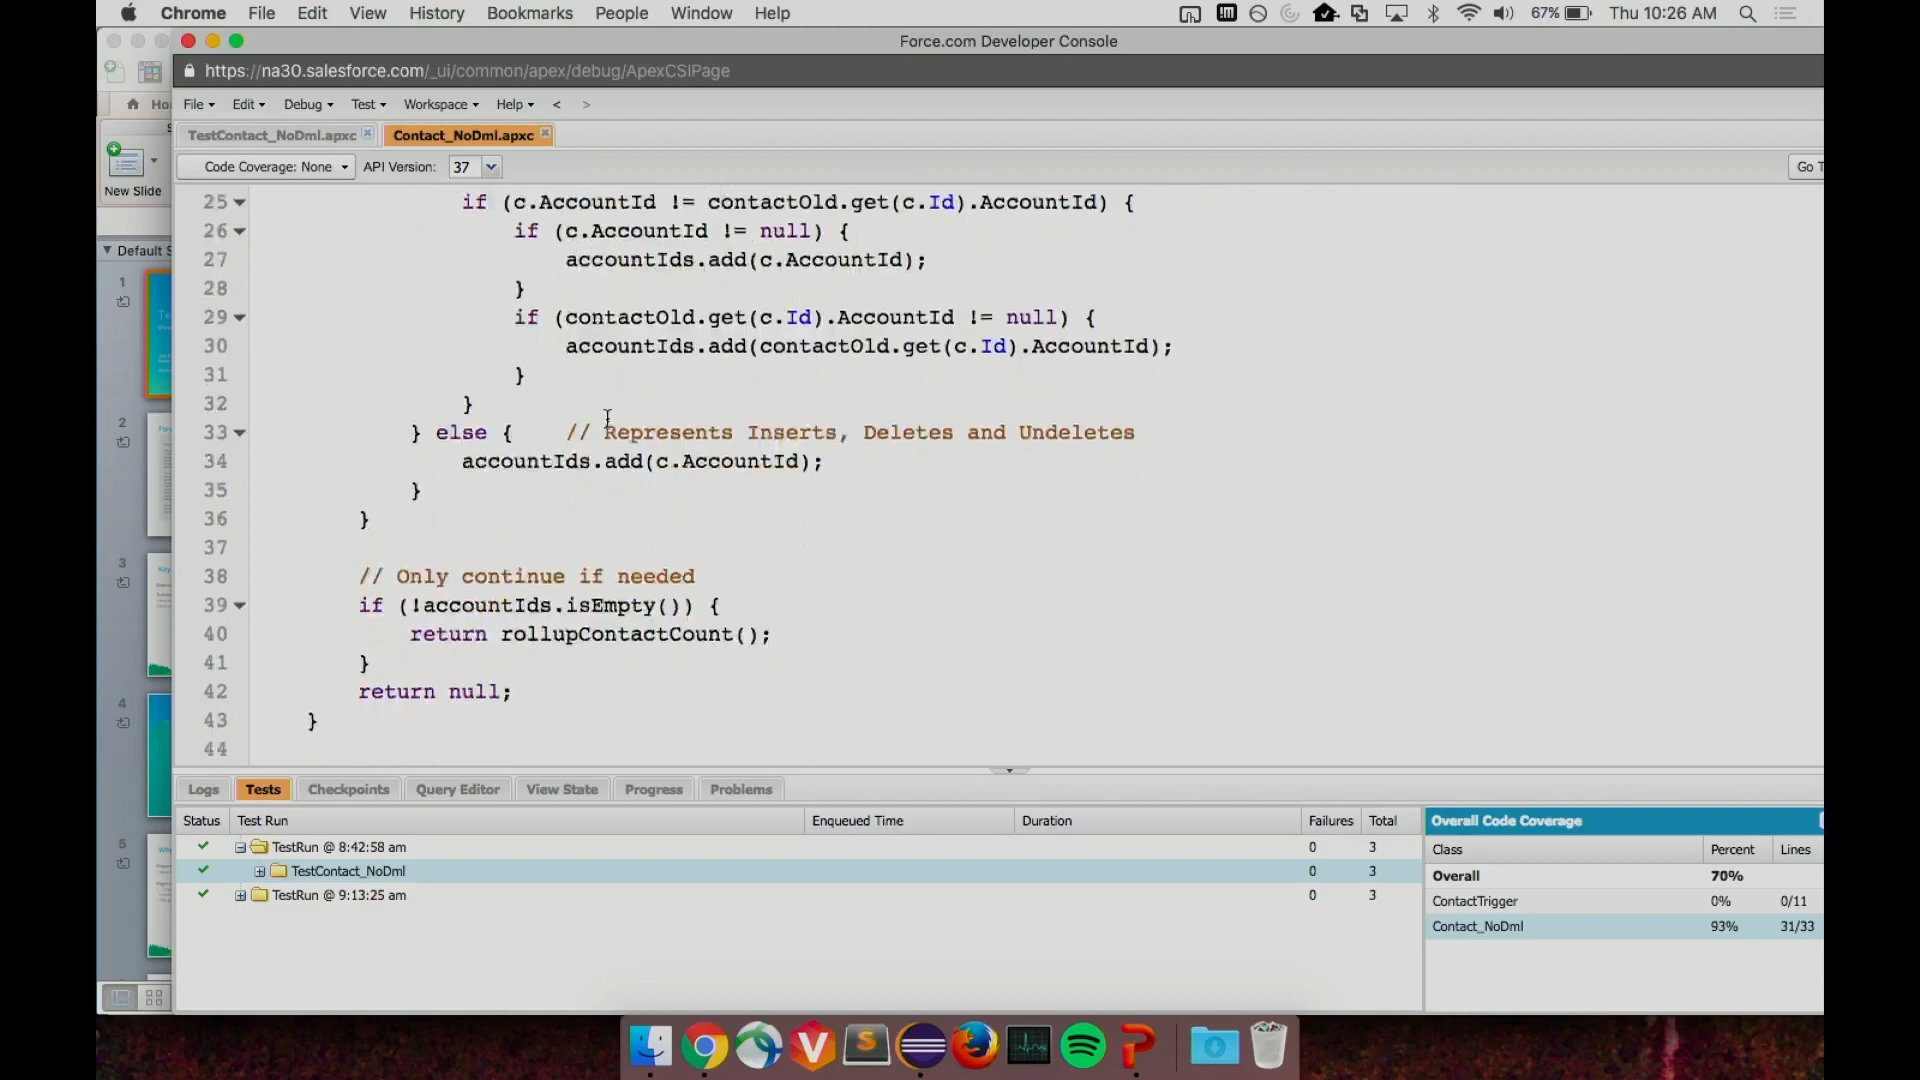 Chrome File Edit View History Bookmarks People Window Help 67% Thu 10:26 AM
Force.com Developer Console
https://na30.salesforce.com/_ui/common/apex/debug/ApexCSIPage
File Edit Debug Test Workspace Help < >
TestContact_NoDml.apxc Contact_NoDml.apxc
Code Coverage: None API Version: 37 Go T
New Slide
Default S
25 if (c.AccountId != contactOld.get(c.Id).AccountId) {
26 if (c.AccountId != null) {
27 accountIds.add(c.AccountId);
28 }
29 if (contactOld.get(c.Id).AccountId != null) {
30 accountIds.add(contactOld.get(c.Id).AccountId);
31 }
32 }
33 } else { // Represents Inserts, Deletes and Undeletes
34 accountIds.add(c.AccountId);
35 }
36 }
37
38 // Only continue if needed
39 if (!accountIds.isEmpty()) {
40 return rollupContactCount();
41 }
42 return null;
43 }
44
1
2
3
4
5
Logs Tests Checkpoints Query Editor View State Progress Problems
Status Test Run Enqueued Time Duration Failures Total
TestRun @ 8:42:58 am 0 3
TestContact_NoDml 0 3
TestRun @ 9:13:25 am 0 3
Overall Code Coverage
Class Percent Lines
Overall 70%
ContactTrigger 0% 0/11
Contact_NoDml 93% 31/33